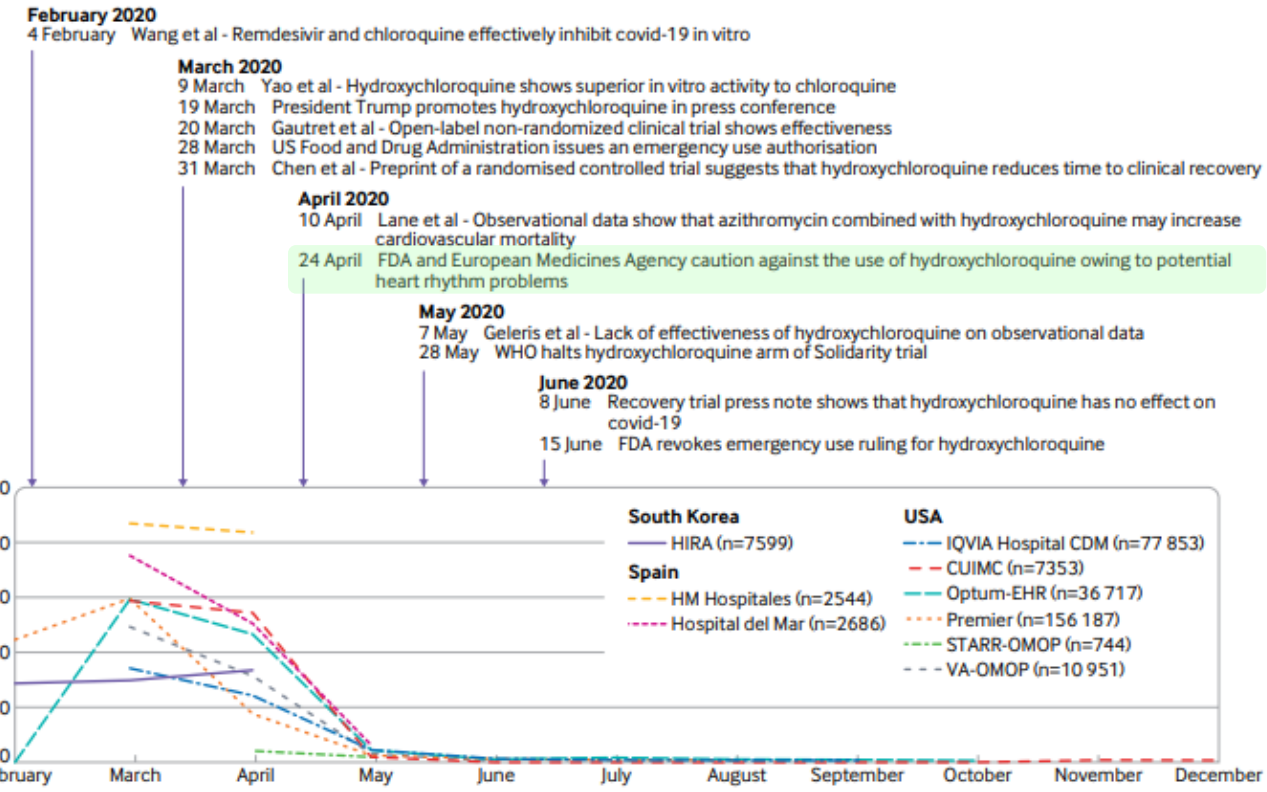 February 2020
4 February Wang et al - Remdesivir and chloroquine effectively inhibit covid-19 in vitro
March 2020
9 March Yao et al - Hydroxychloroquine shows superior in vitro activity to chloroquine
19 March President Trump promotes hydroxychloroquine in press conference
20 March Gautret et al - Open-label non-randomized clinical trial shows effectiveness
28 March US Food and Drug Administration issues an emergency use authorisation
31 March Chen et al - Preprint of a randomised controlled trial suggests that hydroxychloroquine reduces time to clinical recovery
April 2020
10 April Lane et al - Observational data show that azithromycin combined with hydroxychloroquine may increase
cardiovascular mortality
24 April FDA and European Medicines Agency caution against the use of hydroxychloroquine owing to potential
heart rhythm problems
May 2020
7 May Geleris et al - Lack of effectiveness of hydroxychloroquine on observational data
28 May WHO halts hydroxychloroquine arm of Solidarity trial
June 2020
8 June Recovery trial press note shows that hydroxychloroquine has no effect on
covid-19
15 June FDA revokes emergency use ruling for hydroxychloroquine
0
0
0
0
0
0
South Korea
HIRA (n=7599)
Spain
HM Hospitales (n=2544)
Hospital del Mar (n=2686)
USA
IQVIA Hospital CDM (n=77 853)
CUIMC (n=7353)
Optum-EHR (n=36 717)
Premier (n=156 187)
STARR-OMOP (n=744)
VA-OMOP (n=10 951)
bruary March April May June July August September October November December